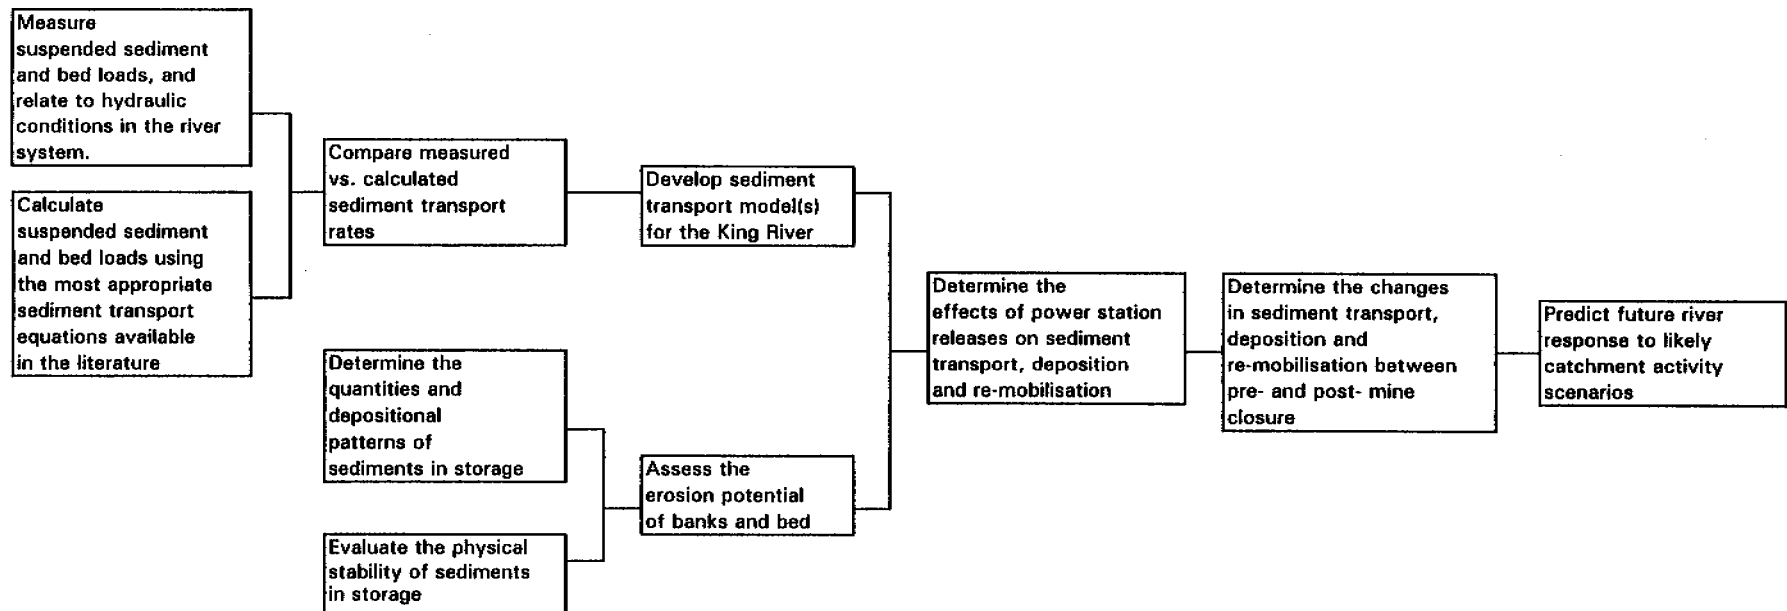 Measure
suspended sediment
and bed loads, and
relate to hydraulic
conditions in the river
system.
Calculate
suspended sediment
and bed loads using
the most appropriate
sediment transport
equations available
in the literature
Compare measured
vs. calculated
sediment transport
rates
Determine the
quantities and
depositional
patterns of
sediments in storage
Evaluate the physical
stability of sediments
in storage
Develop sediment
transport model(s)
for the King River
Assess the
erosion potential
of banks and bed
Determine the
effects of power station
releases on sediment
transport, deposition
and re-mobilisation
Determine the changes
in sediment transport,
deposition and
re-mobilisation between
pre- and post- mine
closure
Predict future river
response to likely
catchment activity
scenarios